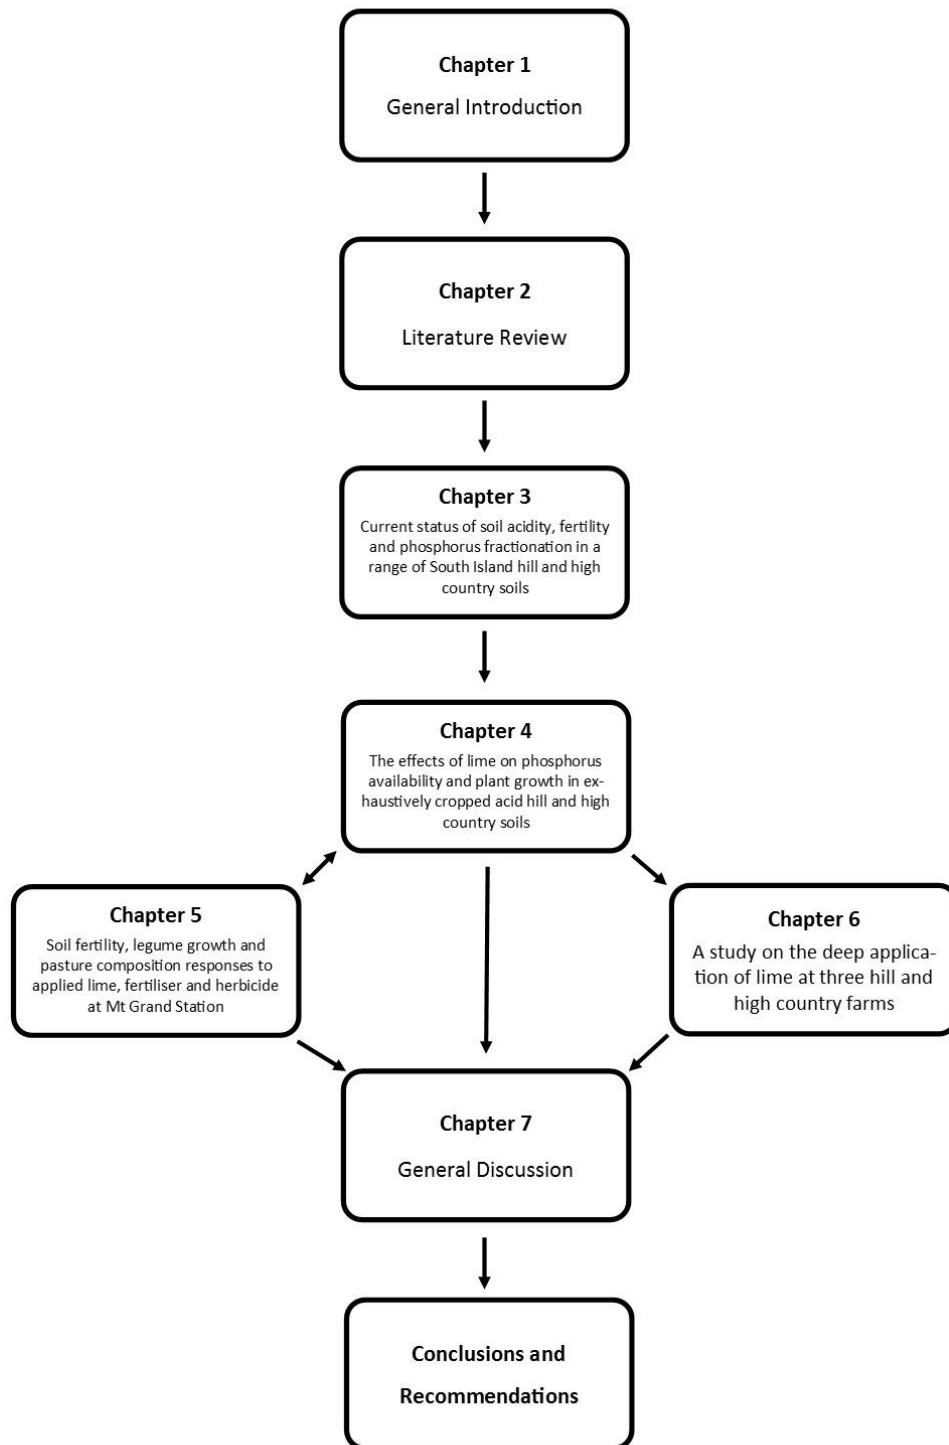 Chapter 1
General Introduction
Chapter 2
Literature Review
Chapter 3
Current status of soil acidity, fertility
and phosphorus fractionation in a
range of South Island hill and high
country soils
Chapter 4
The effects of lime on phosphorus
availability and plant growth in ex-
haustively cropped acid hill and high
country soils
Chapter 5
Soil fertility, legume growth and
pasture composition responses to
applied lime, fertiliser and herbicide
at Mt Grand Station
Chapter 6
A study on the deep applica-
tion of lime at three hill and
high country farms
Chapter 7
General Discussion
Conclusions and
Recommendations